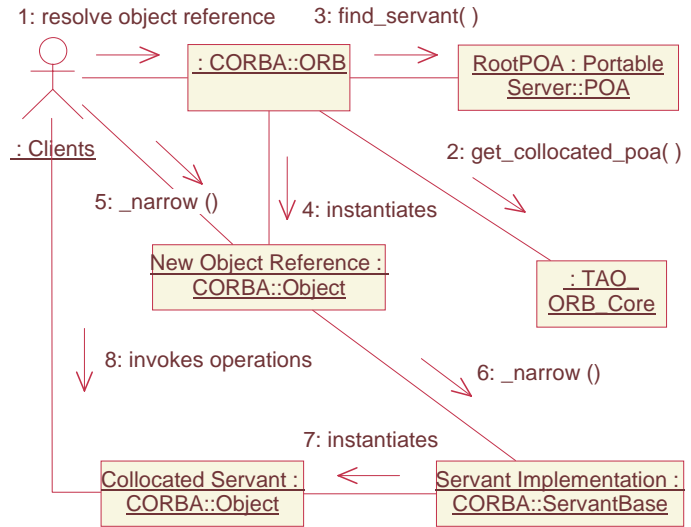 1: resolve object reference
3: find_servant( )
: CORBA::ORB
RootPOA : Portable
Server::POA
: Clients
2: get_collocated_poa( )
5: _narrow ()
4: instantiates
New Object Reference :
CORBA::Object
: TAO_
ORB_Core
8: invokes operations
6: _narrow ()
7: instantiates
Collocated Servant :
CORBA::Object
Servant Implementation :
CORBA::ServantBase